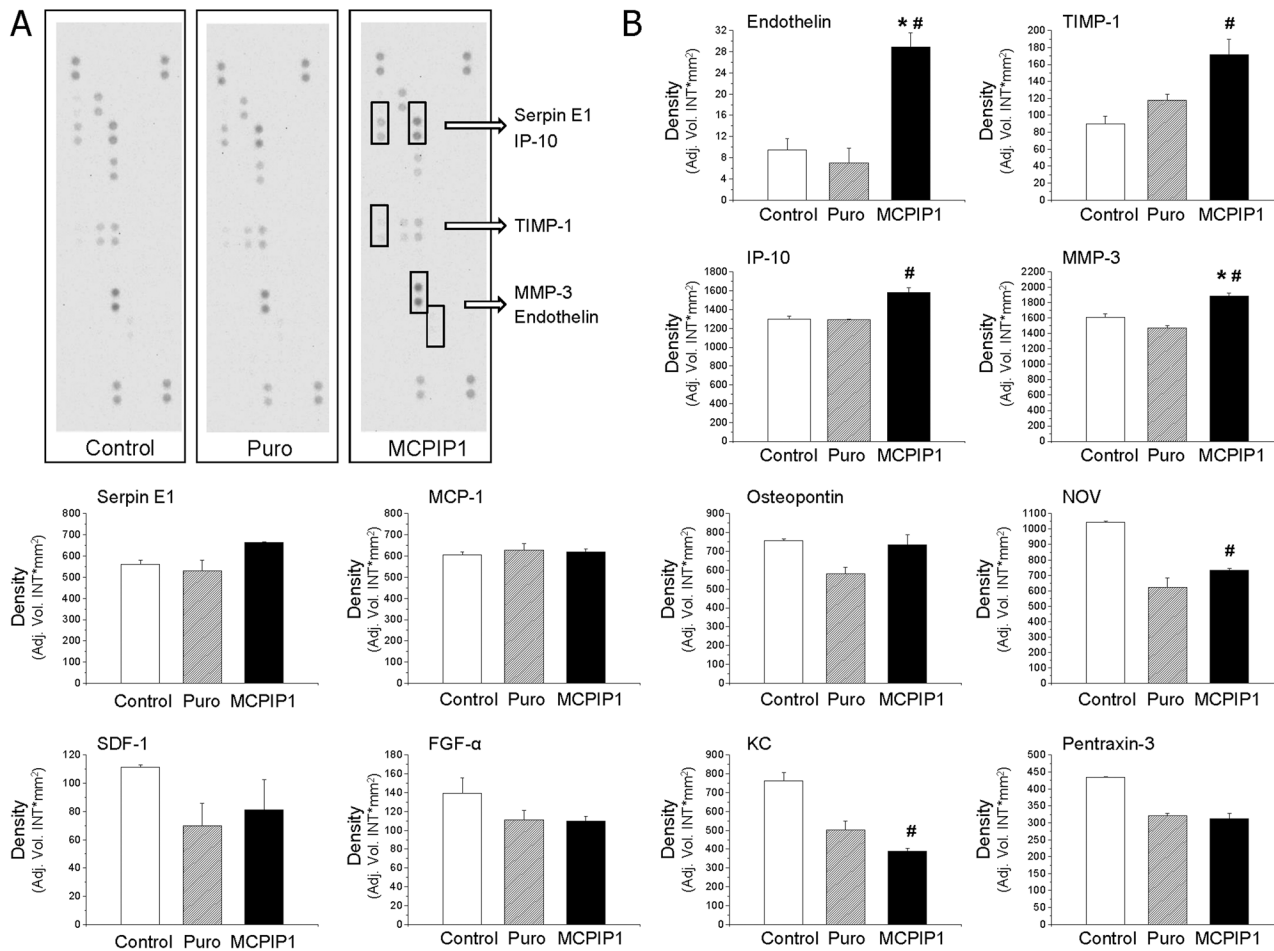 A
Control
Puro
MCPIP1
Serpin E1
IP-10
TIMP-1
MMP-3
Endothelin
B
Endothelin
Density
(Adj. Vol. INT*mm²)
32
28
24
20
16
12
8
4
0
* #
Control Puro MCPIP1
TIMP-1
Density
(Adj. Vol. INT*mm²)
200
180
160
140
120
100
80
60
40
20
0
#
Control Puro MCPIP1
IP-10
Density
(Adj. Vol. INT*mm²)
1800
1600
1400
1200
1000
800
600
400
200
0
#
Control Puro MCPIP1
MMP-3
Density
(Adj. Vol. INT*mm²)
2200
2000
1800
1600
1400
1200
1000
800
600
400
200
0
* #
Control Puro MCPIP1
Serpin E1
Density
(Adj. Vol. INT*mm²)
800
700
600
500
400
300
200
100
0
Control Puro MCPIP1
MCP-1
Density
(Adj. Vol. INT*mm²)
800
700
600
500
400
300
200
100
0
Control Puro MCPIP1
Osteopontin
Density
(Adj. Vol. INT*mm²)
900
800
700
600
500
400
300
200
100
0
Control Puro MCPIP1
NOV
Density
(Adj. Vol. INT*mm²)
1100
1000
900
800
700
600
500
400
300
200
100
0
#
Control Puro MCPIP1
SDF-1
Density
(Adj. Vol. INT*mm²)
120
100
80
60
40
20
0
Control Puro MCPIP1
FGF-α
Density
(Adj. Vol. INT*mm²)
180
160
140
120
100
80
60
40
20
0
Control Puro MCPIP1
KC
Density
(Adj. Vol. INT*mm²)
900
800
700
600
500
400
300
200
100
0
#
Control Puro MCPIP1
Pentraxin-3
Density
(Adj. Vol. INT*mm²)
500
450
400
350
300
250
200
150
100
50
0
Control Puro MCPIP1